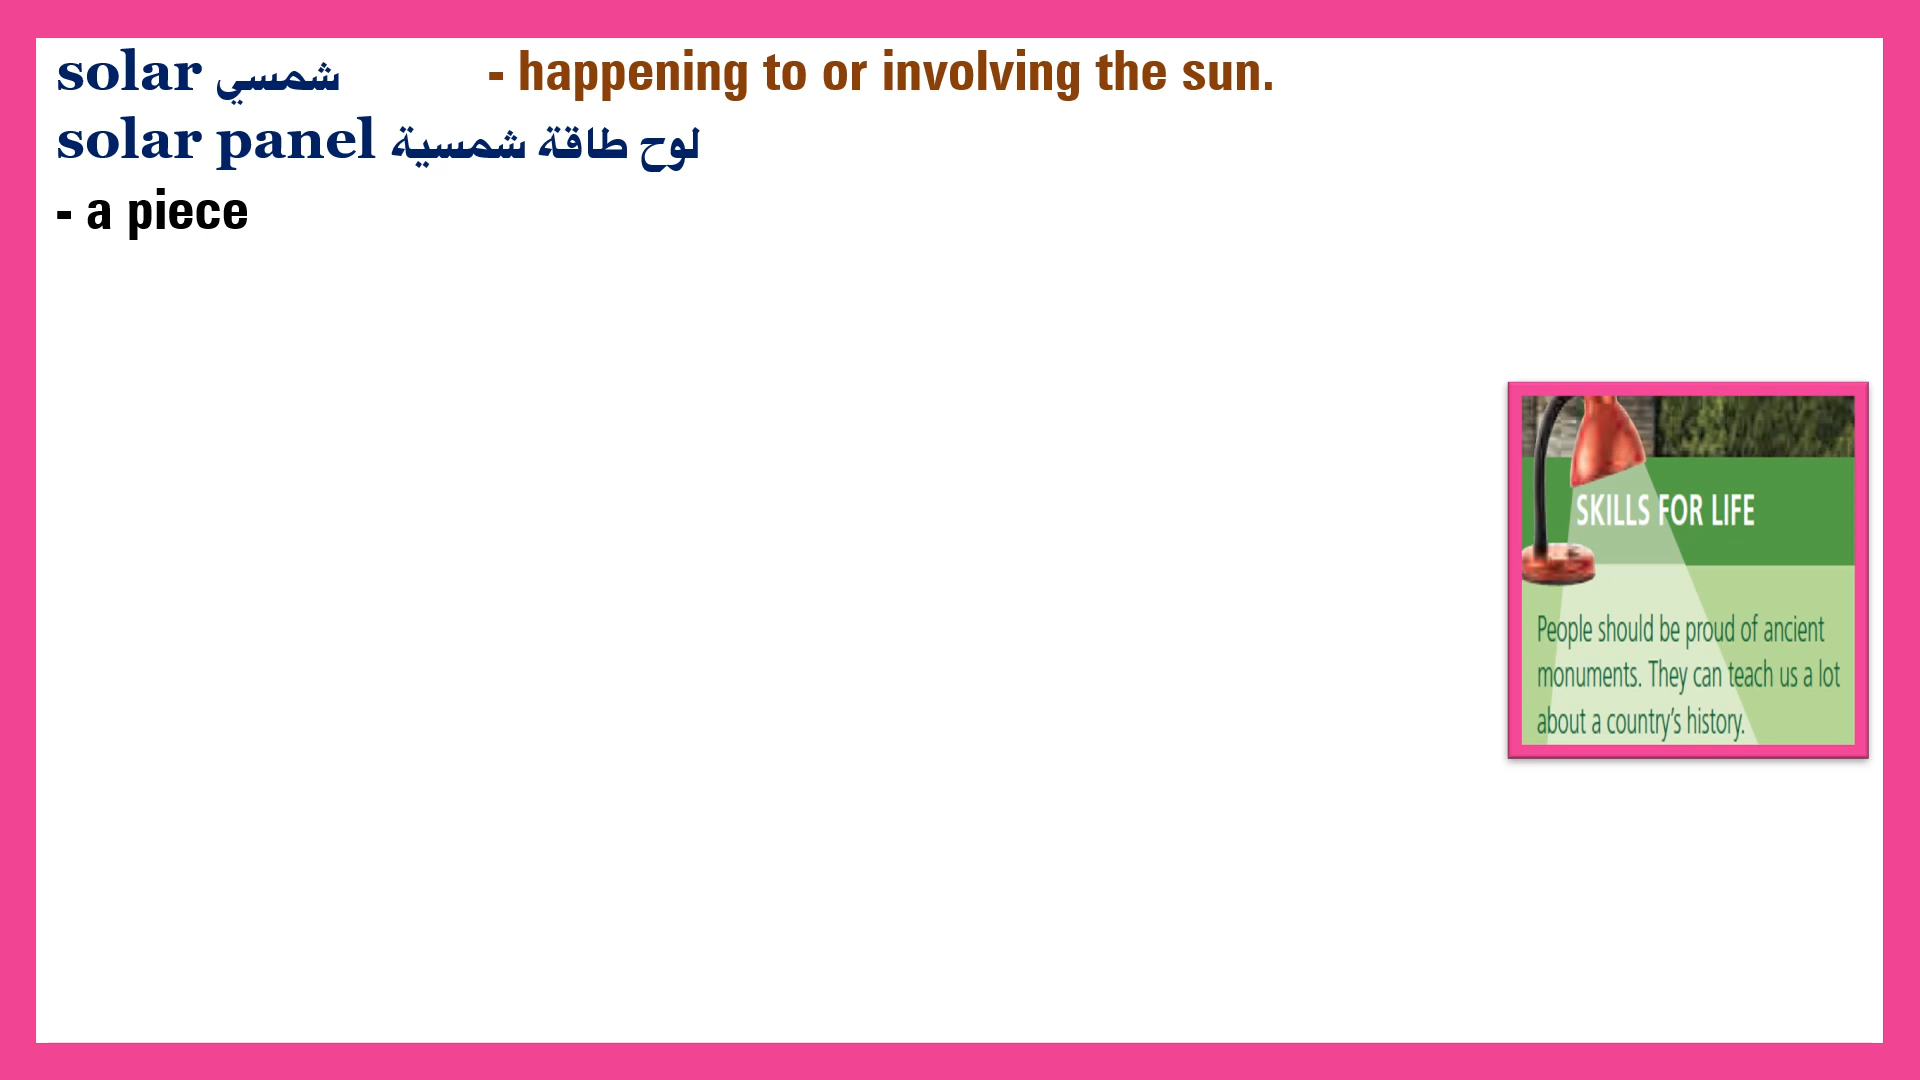 solar شمسي - happening to or involving the sun.
solar panel لوح طاقة شمسية
- a piece
SKILLS FOR LIFE
People should be proud of ancient
monuments. They can teach us a lot
about a country's history.